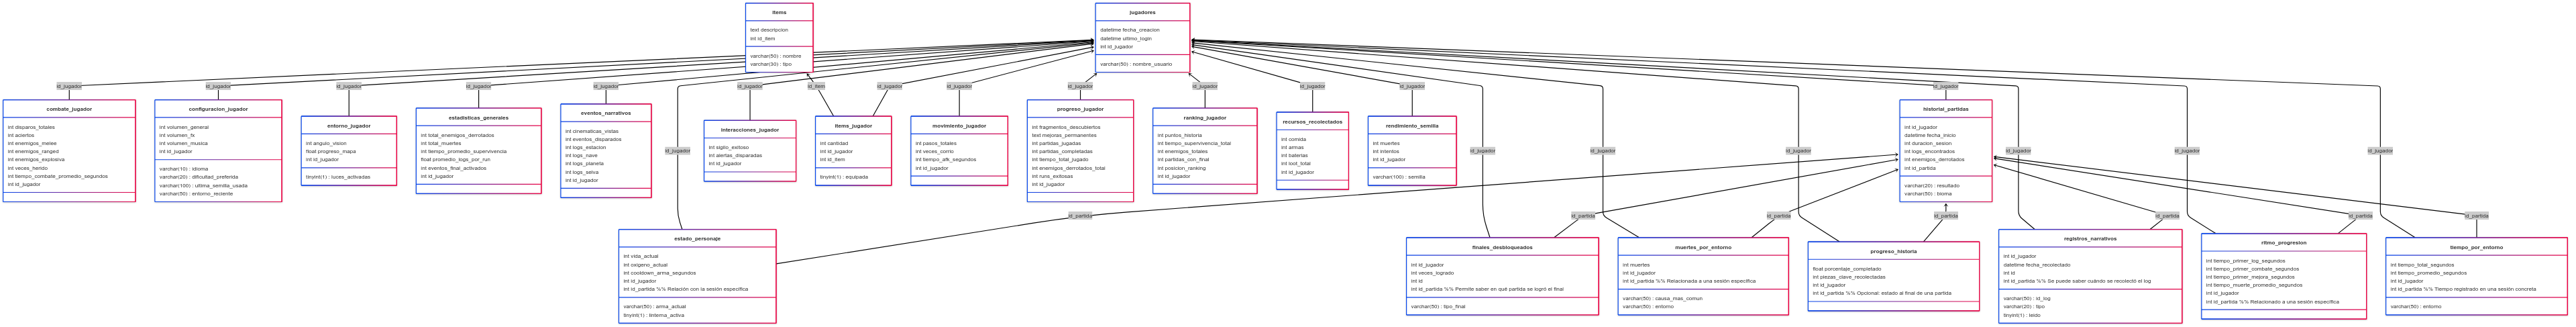 items
text descripcion
int id_item
varchar(50) : nombre
varchar(30) : tipo
jugadores
datetime fecha_creacion
datetime ultimo_login
int id_jugador
varchar(50) : nombre_usuario
id_jugador
id_jugador
id_jugador
id_jugador
id_jugador
id_jugador
id_item
id_jugador
id_jugador
id_jugador
id_jugador
id_jugador
id_jugador
id_jugador
combate_jugador
int disparos_totales
int aciertos
int enemigos_melee
int enemigos_ranged
int enemigos_explosiva
int veces_herido
int tiempo_combate_promedio_segundos
int id_jugador
configuracion_jugador
int volumen_general
int volumen_fx
int volumen_musica
int id_jugador
varchar(10) : idioma
varchar(20) : dificultad_preferida
varchar(100) : ultima_semilla_usada
varchar(50) : entorno_reciente
entorno_jugador
int angulo_vision
float progreso_mapa
int id_jugador
tinyint(1) : luces_activadas
estadisticas_generales
int total_enemigos_derrotados
int total_muertes
int tiempo_promedio_supervivencia
float promedio_logs_por_run
int eventos_final_activados
int id_jugador
eventos_narrativos
int cinematicas_vistas
int eventos_disparados
int logs_estacion
int logs_nave
int logs_planeta
int logs_selva
int id_jugador
interacciones_jugador
int sigilo_exitoso
int alertas_disparadas
int id_jugador
items_jugador
int cantidad
int id_jugador
int id_item
tinyint(1) : equipada
movimiento_jugador
int pasos_totales
int veces_corrio
int tiempo_afk_segundos
int id_jugador
progreso_jugador
int fragmentos_descubiertos
text mejoras_permanentes
int partidas_jugadas
int partidas_completadas
int tiempo_total_jugado
int enemigos_derrotados_total
int runs_exitosas
int id_jugador
ranking_jugador
int puntos_historia
int tiempo_supervivencia_total
int enemigos_totales
int partidas_con_final
int posicion_ranking
int id_jugador
recursos_recolectados
int comida
int armas
int baterias
int loot_total
int id_jugador
rendimiento_semilla
int muertes
int intentos
int id_jugador
varchar(100) : semilla
historial_partidas
int id_jugador
datetime fecha_inicio
int duracion_sesion
int logs_encontrados
int enemigos_derrotados
int id_partida
varchar(20) : resultado
varchar(50) : bioma
id_jugador
id_jugador
id_jugador
id_jugador
id_jugador
id_jugador
id_jugador
id_partida
id_partida
id_partida
id_partida
id_partida
id_partida
id_partida
estado_personaje
int vida_actual
int oxigeno_actual
int cooldown_arma_segundos
int id_jugador
int id_partida %% Relación con la sesión específica
varchar(50) : arma_actual
tinyint(1) : linterna_activa
finales_desbloqueados
int id_jugador
int veces_logrado
int id
int id_partida %% Permite saber en qué partida se logró el final
varchar(50) : tipo_final
muertes_por_entorno
int muertes
int id_jugador
int id_partida %% Relacionada a una sesión específica
varchar(50) : causa_mas_comun
varchar(50) : entorno
progreso_historia
float porcentaje_completado
int piezas_clave_recolectadas
int id_jugador
int id_partida %% Opcional: estado al final de una partida
registros_narrativos
int id_jugador
datetime fecha_recolectado
int id
int id_partida %% Se puede saber cuándo se recolectó el log
varchar(50) : id_log
varchar(20) : tipo
tinyint(1) : leido
ritmo_progresion
int tiempo_primer_log_segundos
int tiempo_primer_combate_segundos
int tiempo_primer_mejora_segundos
int tiempo_muerte_promedio_segundos
int id_jugador
int id_partida %% Relacionado a una sesión específica
tiempo_por_entorno
int tiempo_total_segundos
int tiempo_promedio_segundos
int id_jugador
int id_partida %% Tiempo registrado en una sesión concreta
varchar(50) : entorno